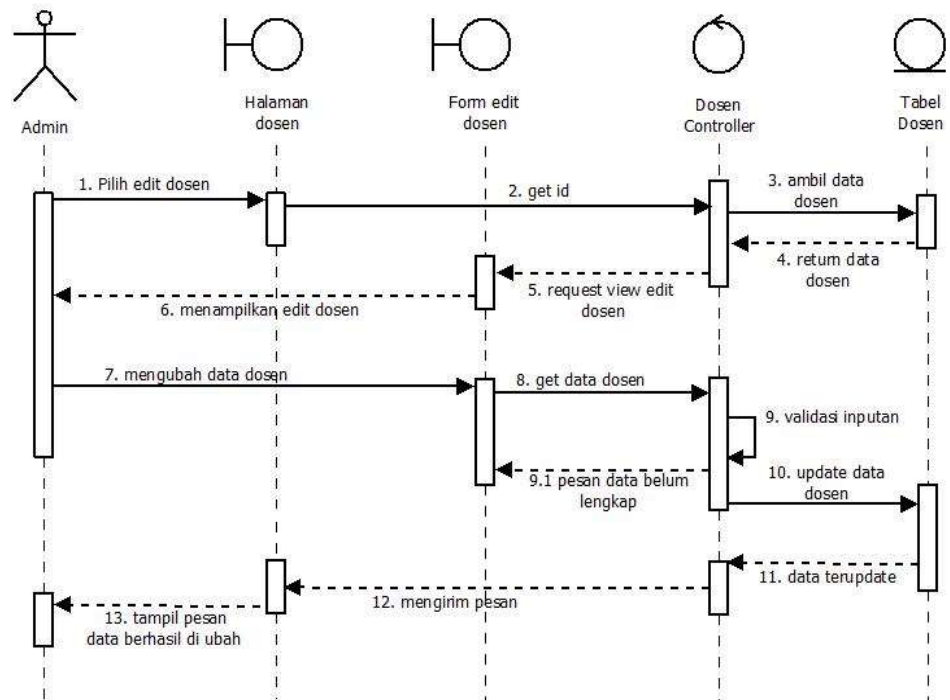 Admin
Halaman
dosen
Form edit
dosen
Dosen
Controller
Tabel
Dosen
1. Pilih edit dosen
2. get id
3. ambil data
dosen
4. return data
dosen
5. request view edit
dosen
6. menampilkan edit dosen
7. mengubah data dosen
8. get data dosen
9. validasi inputan
9.1 pesan data belum
lengkap
10. update data
dosen
11. data terupdate
12. mengirim pesan
13. tampil pesan
data berhasil di ubah